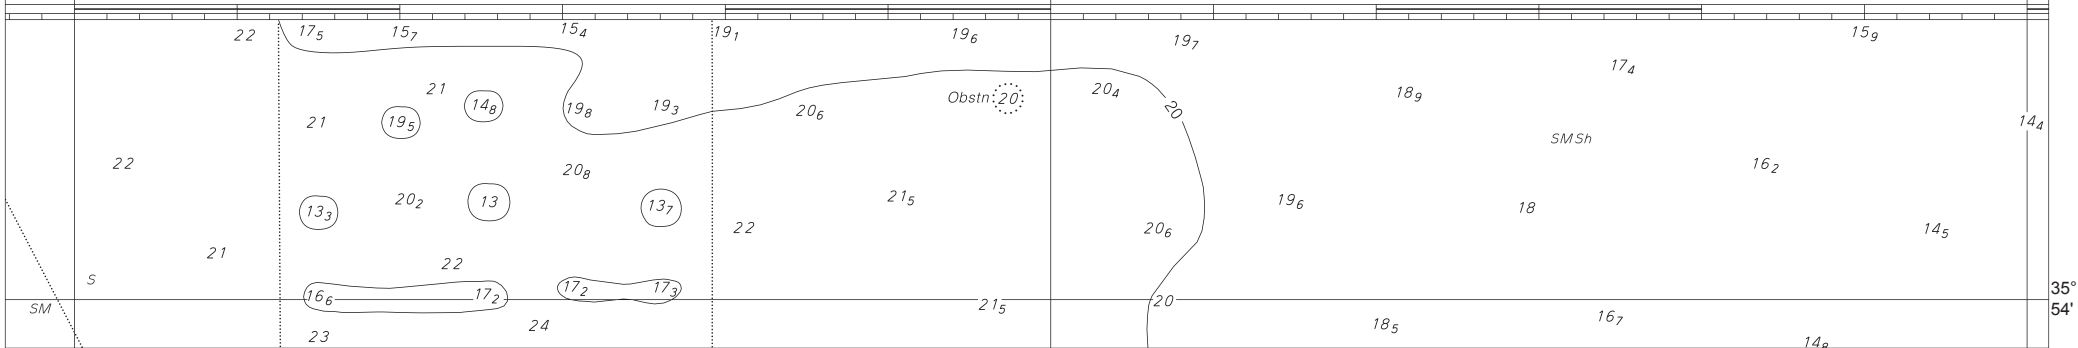 22 17₅ 15₇ 15₄ 19₁ 19₆ 19₇ 15₉
17₄
21 14₈ 19₈ 19₃ 20₆ Obstn 20 20₄ 20 18₉
21 19₅ 14₄
SMSh
22 20₈ 16₂
13₃ 20₂ 13 13₇ 21₅ 19₆ 18
22 20₆ 14₅
21 22
S
16₆ 17₂ 17₂ 17₃ 21₅ 20 35°
SM 54'
23 24 18₅ 16₇
14₈